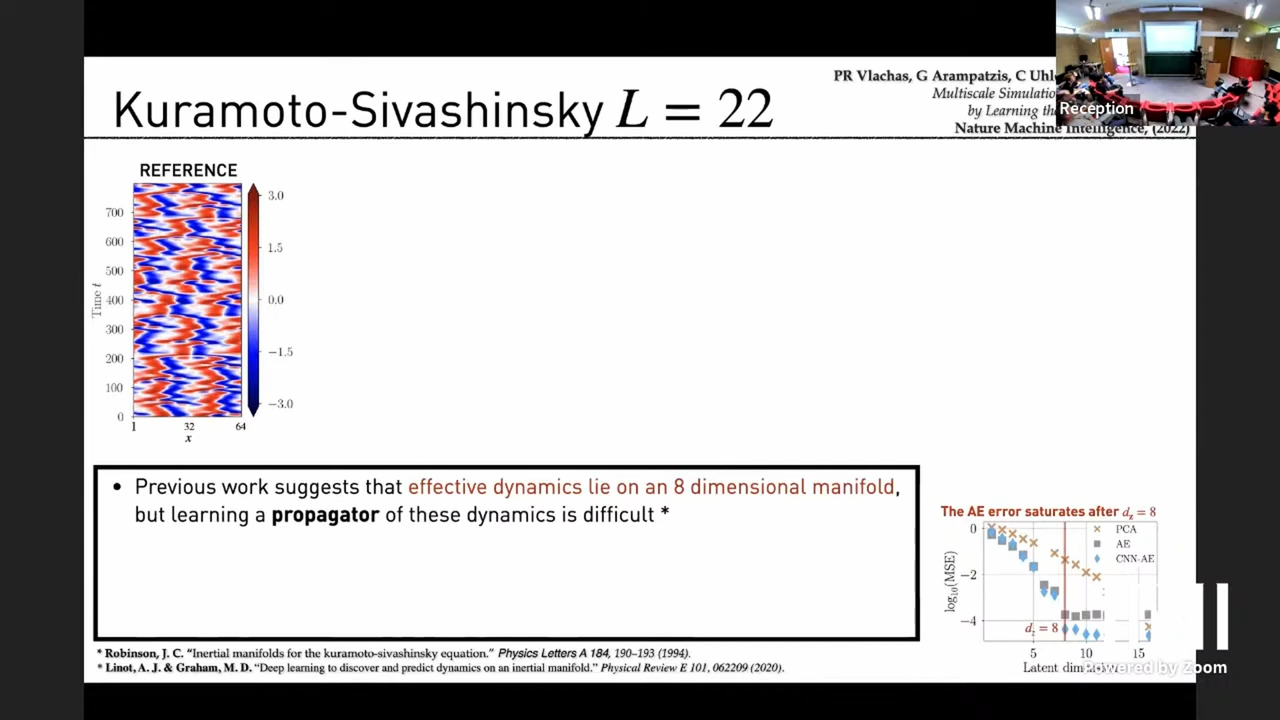 Kuramoto-Sivashinsky L = 22
PR Vlachas, G Arampatzis, C Uhl
Multiscale Simulatio
by Learning the
Nature Machine Intelligence, (2022)
Reception
REFERENCE
Time t
700
600
500
400
300
200
100
0
1
32
64
x
3.0
1.5
0.0
−1.5
−3.0
• Previous work suggests that effective dynamics lie on an 8 dimensional manifold,
but learning a propagator of these dynamics is difficult *
The AE error saturates after d_z = 8
PCA
AE
CNN-AE
log₁₀(MSE)
0
−2
−4
d_z = 8
5
10
15
Latent dim
Powered by Zoom
* Robinson, J. C. “Inertial manifolds for the kuramoto-sivashinsky equation.” Physics Letters A 184, 190–193 (1994).
* Linot, A. J. & Graham, M. D. “Deep learning to discover and predict dynamics on an inertial manifold.” Physical Review E 101, 062209 (2020).